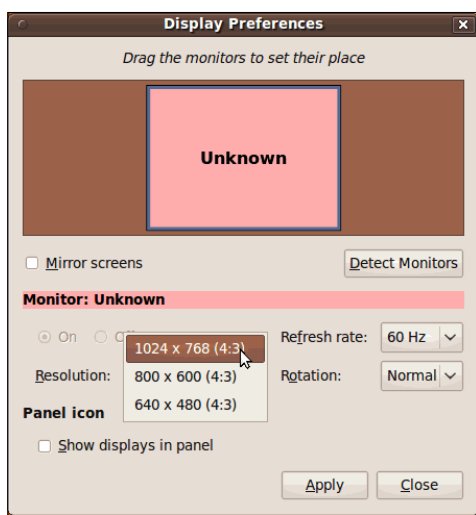 Display Preferences
Drag the monitors to set their place
Unknown
Mirror screens
Detect Monitors
Monitor: Unknown
On
Refresh rate:
60 Hz
1024 x 768 (4:3)
Resolution:
800 x 600 (4:3)
Rotation:
Normal
640 x 480 (4:3)
Panel icon
Show displays in panel
Apply
Close